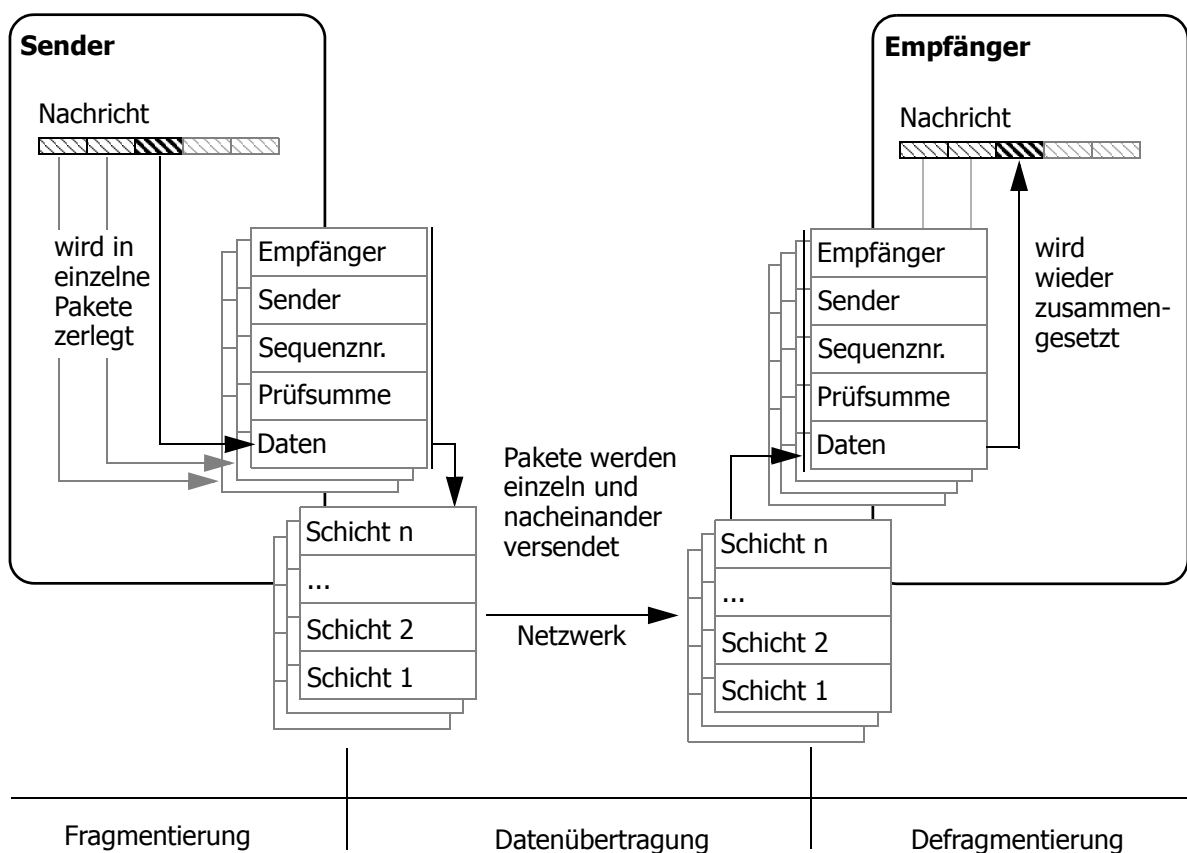 Sender
Nachricht
wird in
einzelne
Pakete
zerlegt
Empfänger
Sender
Sequenznr.
Prüfsumme
Daten
Schicht n
...
Schicht 2
Schicht 1
Pakete werden
einzeln und
nacheinander
versendet
Netzwerk
Empfänger
Nachricht
Empfänger
Sender
Sequenznr.
Prüfsumme
Daten
wird
wieder
zusammen-
gesetzt
Schicht n
...
Schicht 2
Schicht 1
Fragmentierung
Datenübertragung
Defragmentierung